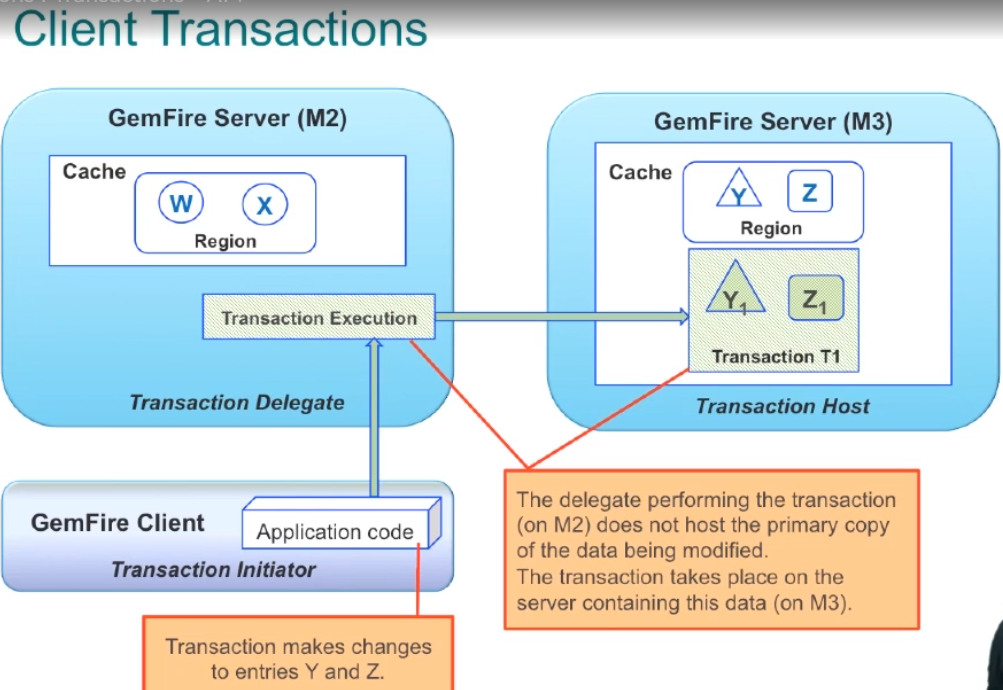 Client Transactions
GemFire Server (M2)
Cache
W
X
Region
Transaction Execution
Transaction Delegate
GemFire Server (M3)
Cache
Y
Z
Region
Y1
Z1
Transaction T1
Transaction Host
GemFire Client
Application code
Transaction Initiator
The delegate performing the transaction
(on M2) does not host the primary copy
of the data being modified.
The transaction takes place on the
server containing this data (on M3).
Transaction makes changes
to entries Y and Z.